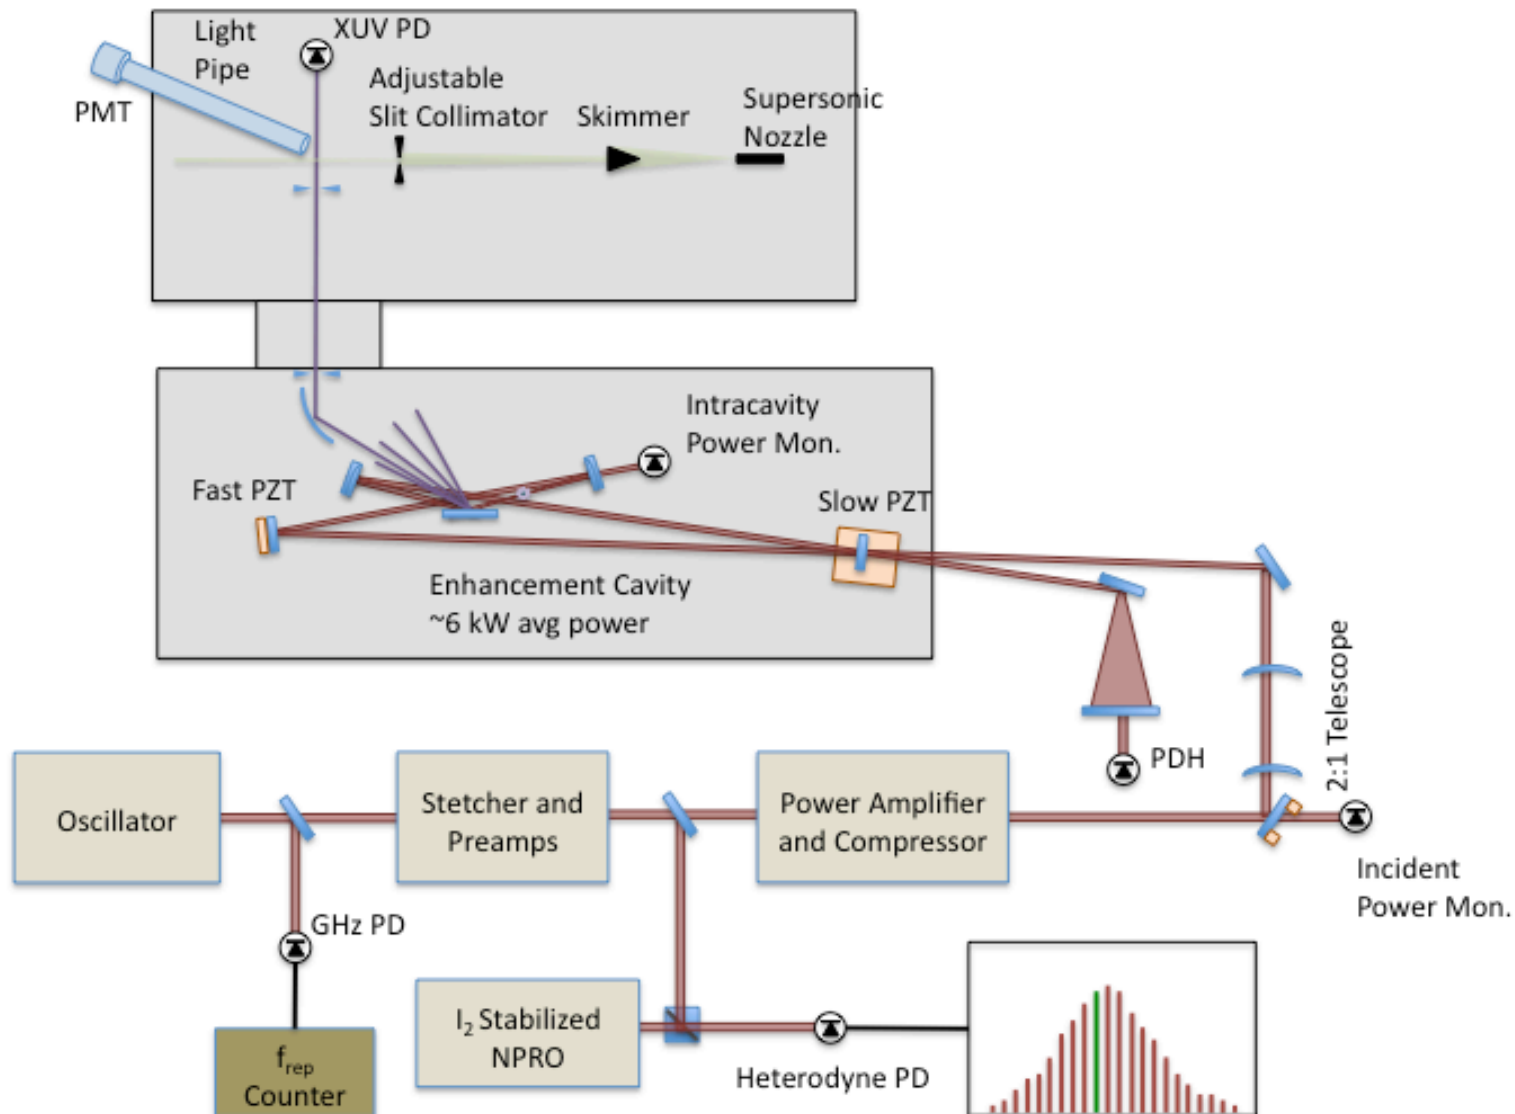 Light
Pipe
XUV PD
PMT
Adjustable
Slit Collimator
Skimmer
Supersonic
Nozzle
Intracavity
Power Mon.
Fast PZT
Slow PZT
Enhancement Cavity
~6 kW avg power
2:1 Telescope
PDH
Oscillator
Stetcher and
Preamps
Power Amplifier
and Compressor
Incident
Power Mon.
GHz PD
I₂ Stabilized
NPRO
Heterodyne PD
fᵣₑₚ
Counter